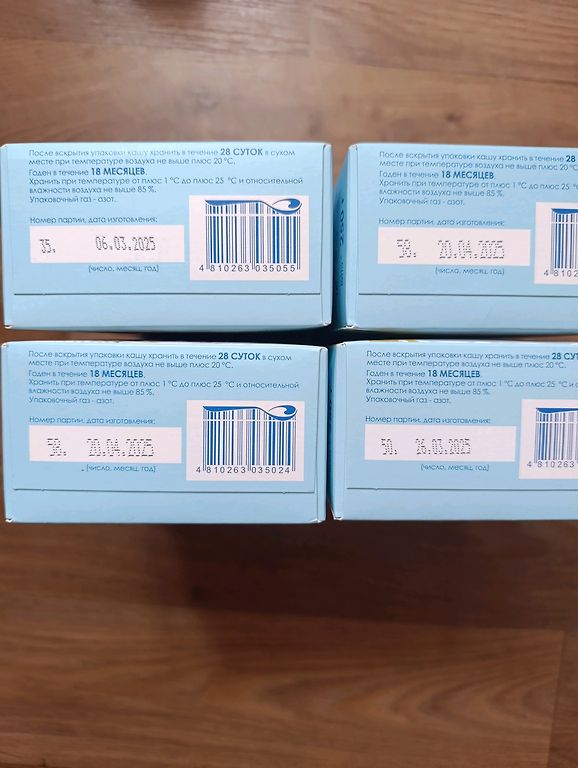 После вскрытия упаковки кашу хранить в течение 28 СУТОК в сухом
месте при температуре воздуха не выше плюс 20 °С.
Годен в течение 18 МЕСЯЦЕВ.
Хранить при температуре от плюс 1 °С до плюс 25 °С и относительной
влажности воздуха не выше 85 %.
Упаковочный газ - азот.
Номер партии, дата изготовления:
35. 06.03.2025
(число, месяц, год)
4 810263 035055
После вскрытия упаковки кашу хранить в течение 28
месте при температуре воздуха не выше плюс 20 °С.
Годен в течение 18 МЕСЯЦЕВ.
Хранить при температуре от плюс 1 °С до плюс 25 °С
влажности воздуха не выше 85 %.
Упаковочный газ - азот.
Номер партии, дата изготовления:
58. 20.04.2025
(число, месяц, год)
4 8102
После вскрытия упаковки кашу хранить в течение 28 СУТОК в сухом
месте при температуре воздуха не выше плюс 20 °С.
Годен в течение 18 МЕСЯЦЕВ.
Хранить при температуре от плюс 1 °С до плюс 25 °С и относительной
влажности воздуха не выше 85 %.
Упаковочный газ - азот.
Номер партии, дата изготовления:
58. 20.04.2025
(число, месяц, год)
4 810263 035024
После вскрытия упаковки кашу хранить в течение 28 СУТ
месте при температуре воздуха не выше плюс 20 °С.
Годен в течение 18 МЕСЯЦЕВ.
Хранить при температуре от плюс 1 °С до плюс 25 °С и о
влажности воздуха не выше 85 %.
Упаковочный газ - азот.
Номер партии, дата изготовления:
50. 26.03.2025
(число, месяц, год)
4 810263